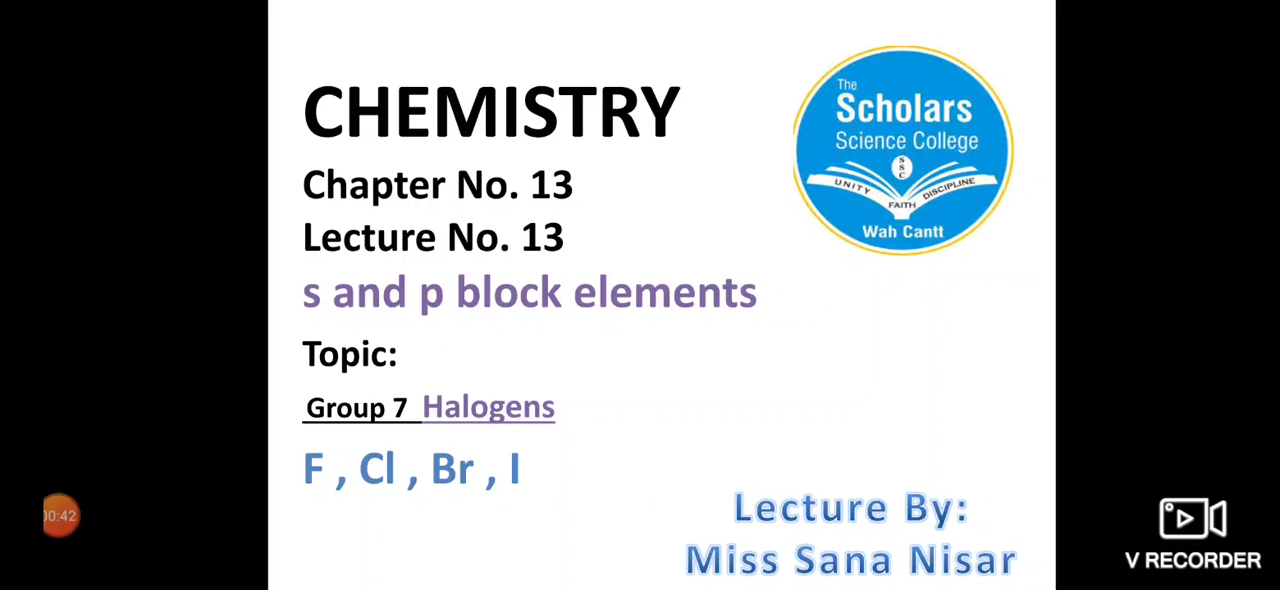 CHEMISTRY
Chapter No. 13
Lecture No. 13
s and p block elements
Topic:
Group 7 Halogens
F , Cl , Br , I
The
Scholars
Science College
S
S
C
UNITY
FAITH
DISCIPLINE
Wah Cantt
Lecture By:
Miss Sana Nisar
00:42
V RECORDER